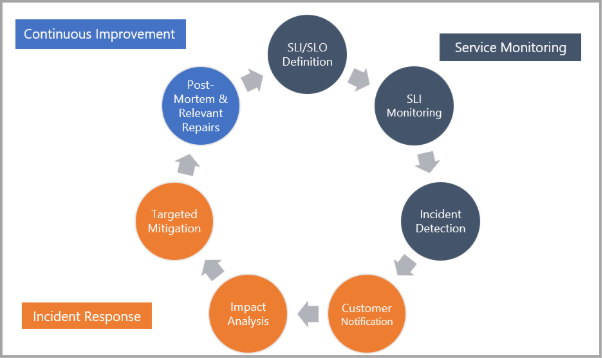 Continuous Improvement
Service Monitoring
SLI/SLO
Definition
SLI
Monitoring
Incident
Detection
Customer
Notification
Impact
Analysis
Targeted
Mitigation
Post-
Mortem &
Relevant
Repairs
Incident Response